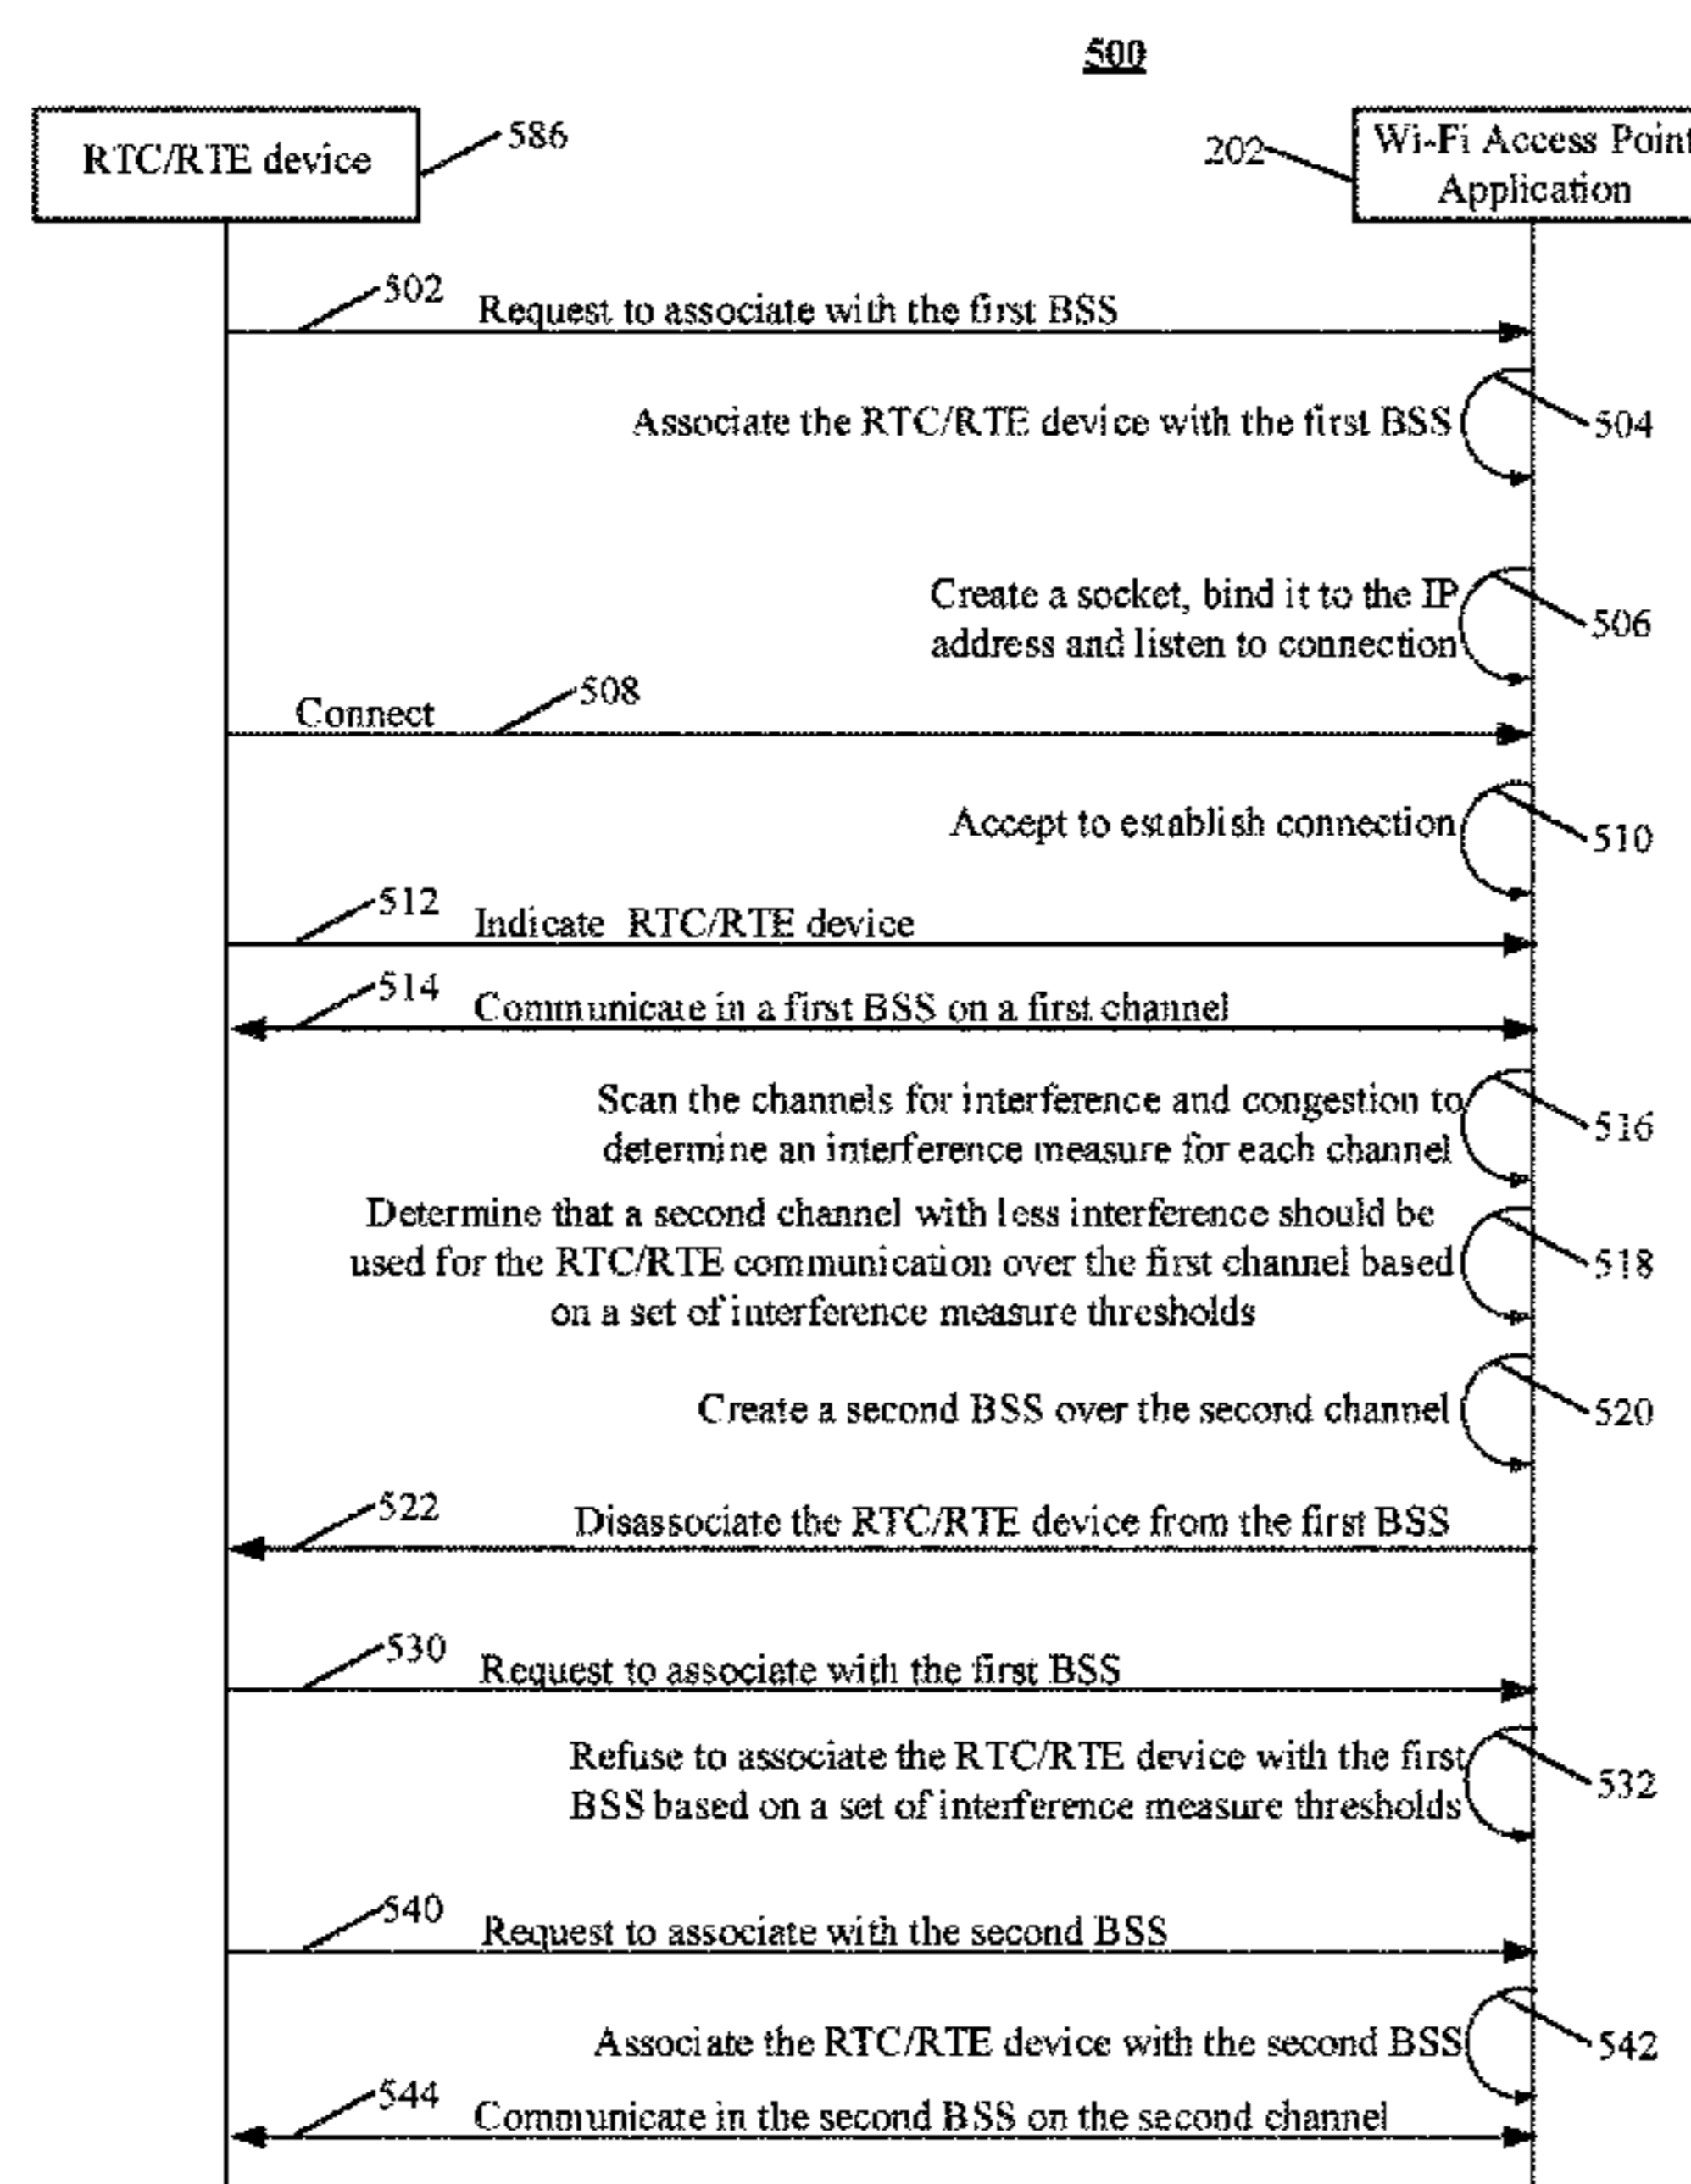 500
RTC/RTE device
586
202
Wi-Fi Access Point
Application
502
Request to associate with the first BSS
Associate the RTC/RTE device with the first BSS
504
Create a socket, bind it to the IP
address and listen to connection
506
508
Connect
Accept to establish connection
510
512
Indicate RTC/RTE device
514
Communicate in a first BSS on a first channel
Scan the channels for interference and congestion to
determine an interference measure for each channel
516
Determine that a second channel with less interference should be
used for the RTC/RTE communication over the first channel based
on a set of interference measure thresholds
518
Create a second BSS over the second channel
520
522
Disassociate the RTC/RTE device from the first BSS
530
Request to associate with the first BSS
Refuse to associate the RTC/RTE device with the first
BSS based on a set of interference measure thresholds
532
540
Request to associate with the second BSS
Associate the RTC/RTE device with the second BSS
542
544
Communicate in the second BSS on the second channel